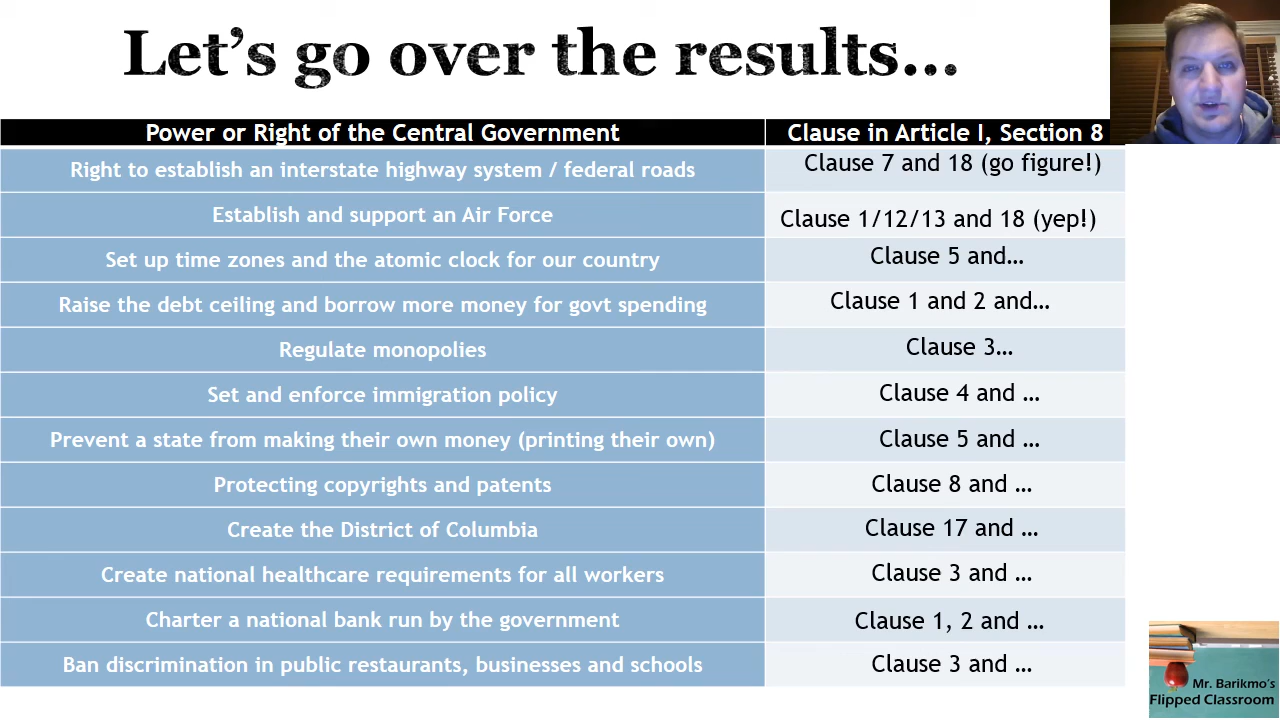 Let's go over the results...
Power or Right of the Central Government Clause in Article I, Section 8
Right to establish an interstate highway system / federal roads Clause 7 and 18 (go figure!)
Establish and support an Air Force Clause 1/12/13 and 18 (yep!)
Set up time zones and the atomic clock for our country Clause 5 and...
Raise the debt ceiling and borrow more money for govt spending Clause 1 and 2 and...
Regulate monopolies Clause 3...
Set and enforce immigration policy Clause 4 and ...
Prevent a state from making their own money (printing their own) Clause 5 and ...
Protecting copyrights and patents Clause 8 and ...
Create the District of Columbia Clause 17 and ...
Create national healthcare requirements for all workers Clause 3 and ...
Charter a national bank run by the government Clause 1, 2 and ...
Ban discrimination in public restaurants, businesses and schools Clause 3 and ...
Mr. Barikmo's
Flipped Classroom